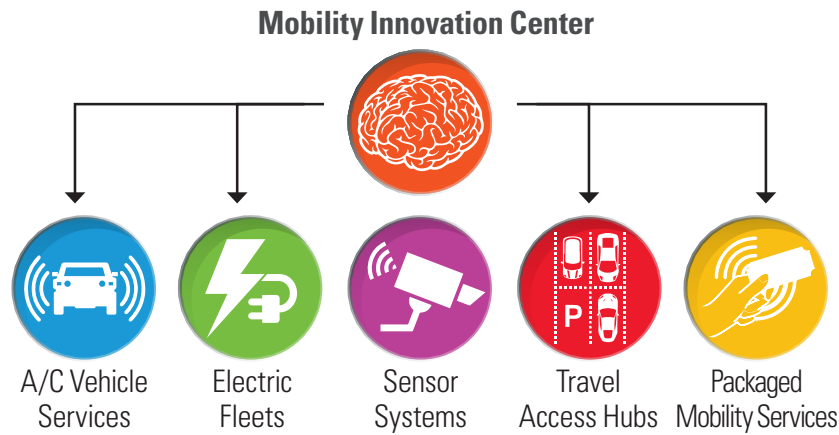 Mobility Innovation Center
P
A/C Vehicle
Services
Electric
Fleets
Sensor
Systems
Travel
Access Hubs
Packaged
Mobility Services